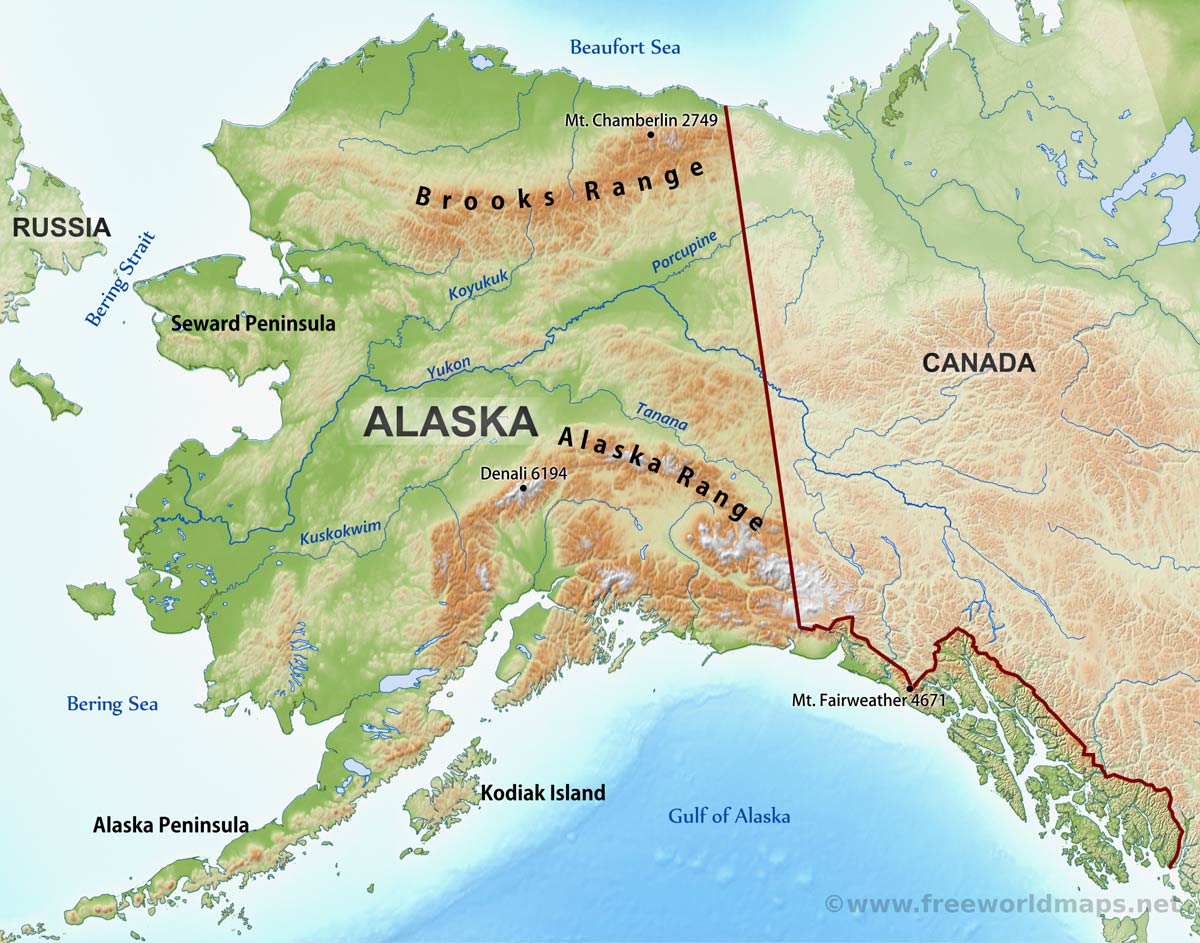 Beaufort Sea
Mt. Chamberlin 2749
Brooks Range
RUSSIA
Bering Strait
Porcupine
Koyukuk
Seward Peninsula
CANADA
Yukon
ALASKA
Tanana
Alaska Range
Denali 6194
Kuskokwim
Bering Sea
Mt. Fairweather 4671
Kodiak Island
Gulf of Alaska
Alaska Peninsula
©www.freeworldmaps.net